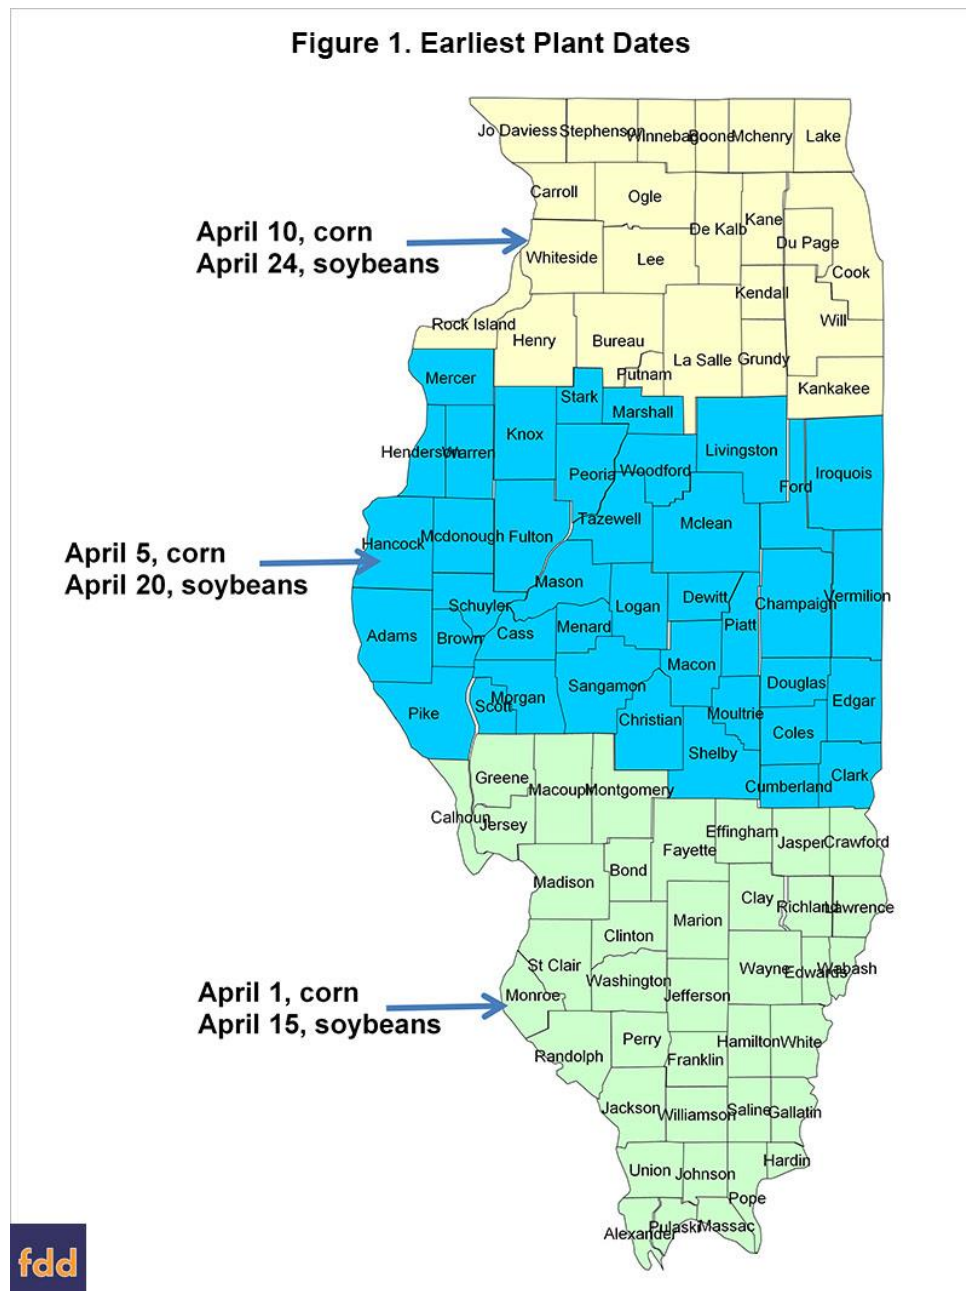 Figure 1. Earliest Plant Dates
Jo Daviess
Stephenson
Winnebago
Boone
Mchenry
Lake
Carroll
Ogle
De Kalb
Kane
Du Page
Cook
April 10, corn
April 24, soybeans
Whiteside
Lee
Kendall
Will
Rock Island
Henry
Bureau
Putnam
La Salle
Grundy
Kankakee
Mercer
Stark
Marshall
Henderson
Warren
Knox
Peoria
Woodford
Livingston
Ford
Iroquois
Hancock
Mcdonough
Fulton
Tazewell
Mclean
April 5, corn
April 20, soybeans
Mason
Schuyler
Logan
Dewitt
Piatt
Champaign
Vermilion
Adams
Brown
Cass
Menard
Macon
Pike
Scott
Morgan
Sangamon
Christian
Moultrie
Douglas
Edgar
Coles
Shelby
Cumberland
Clark
Greene
Macoupin
Montgomery
Calhoun
Jersey
Fayette
Effingham
Jasper
Crawford
Madison
Bond
Clay
Richland
Lawrence
Marion
Clinton
St Clair
Washington
Wayne
Edwards
Wabash
April 1, corn
April 15, soybeans
Monroe
Jefferson
Randolph
Perry
Franklin
Hamilton
White
Jackson
Williamson
Saline
Gallatin
Union
Johnson
Hardin
Pope
Alexander
Pulaski
Massac
fdd